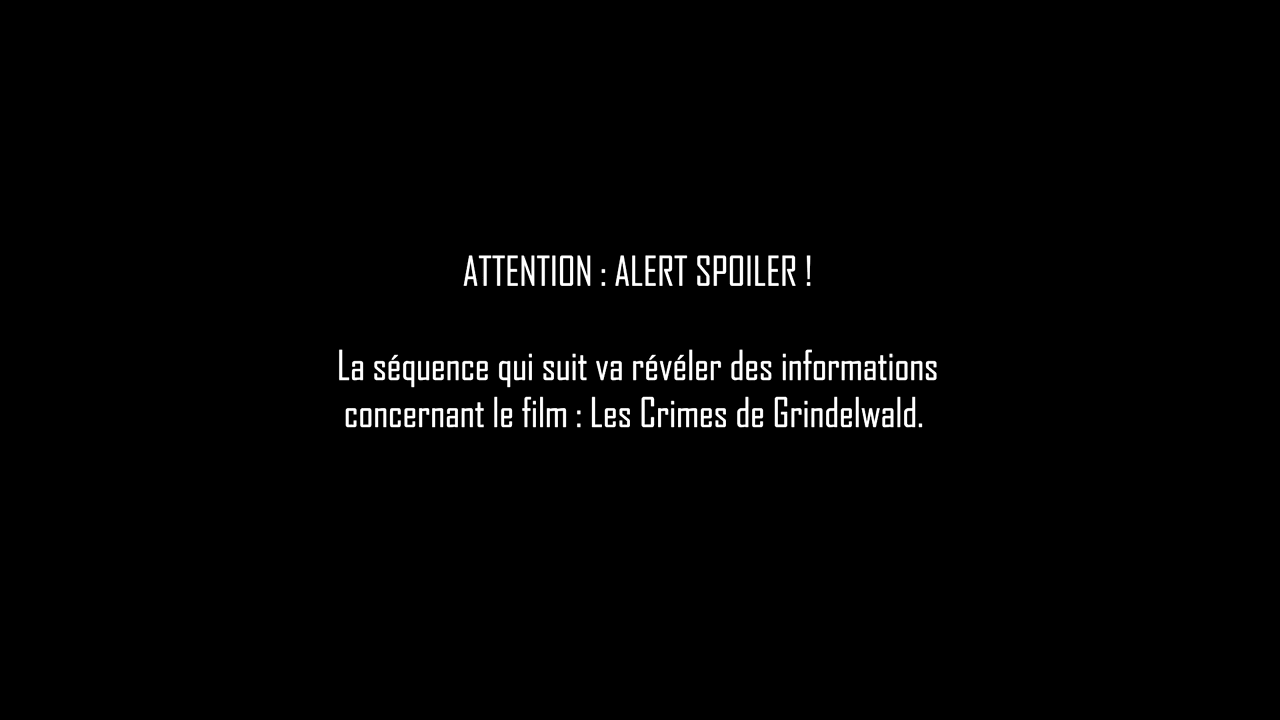 ATTENTION : ALERT SPOILER !
La séquence qui suit va révéler des informations
concernant le film : Les Crimes de Grindelwald.